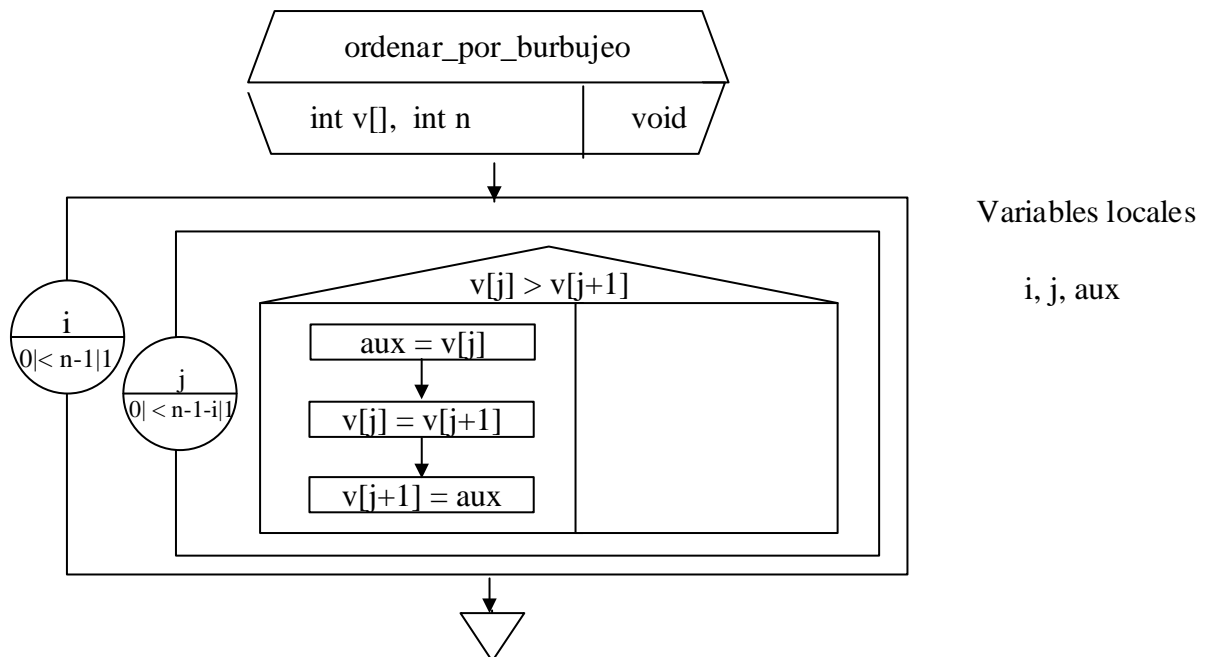 ordenar_por_burbujeo
int v[], int n
void
Variables locales
i, j, aux
v[j] > v[j+1]
i
0|< n-1|1
j
0| < n-1-i|1
aux = v[j]
v[j] = v[j+1]
v[j+1] = aux